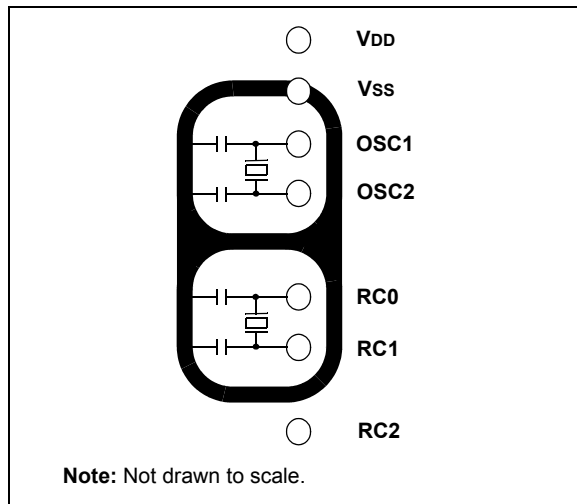 VDD
VSS
OSC1
OSC2
RC0
RC1
RC2
Note: Not drawn to scale.